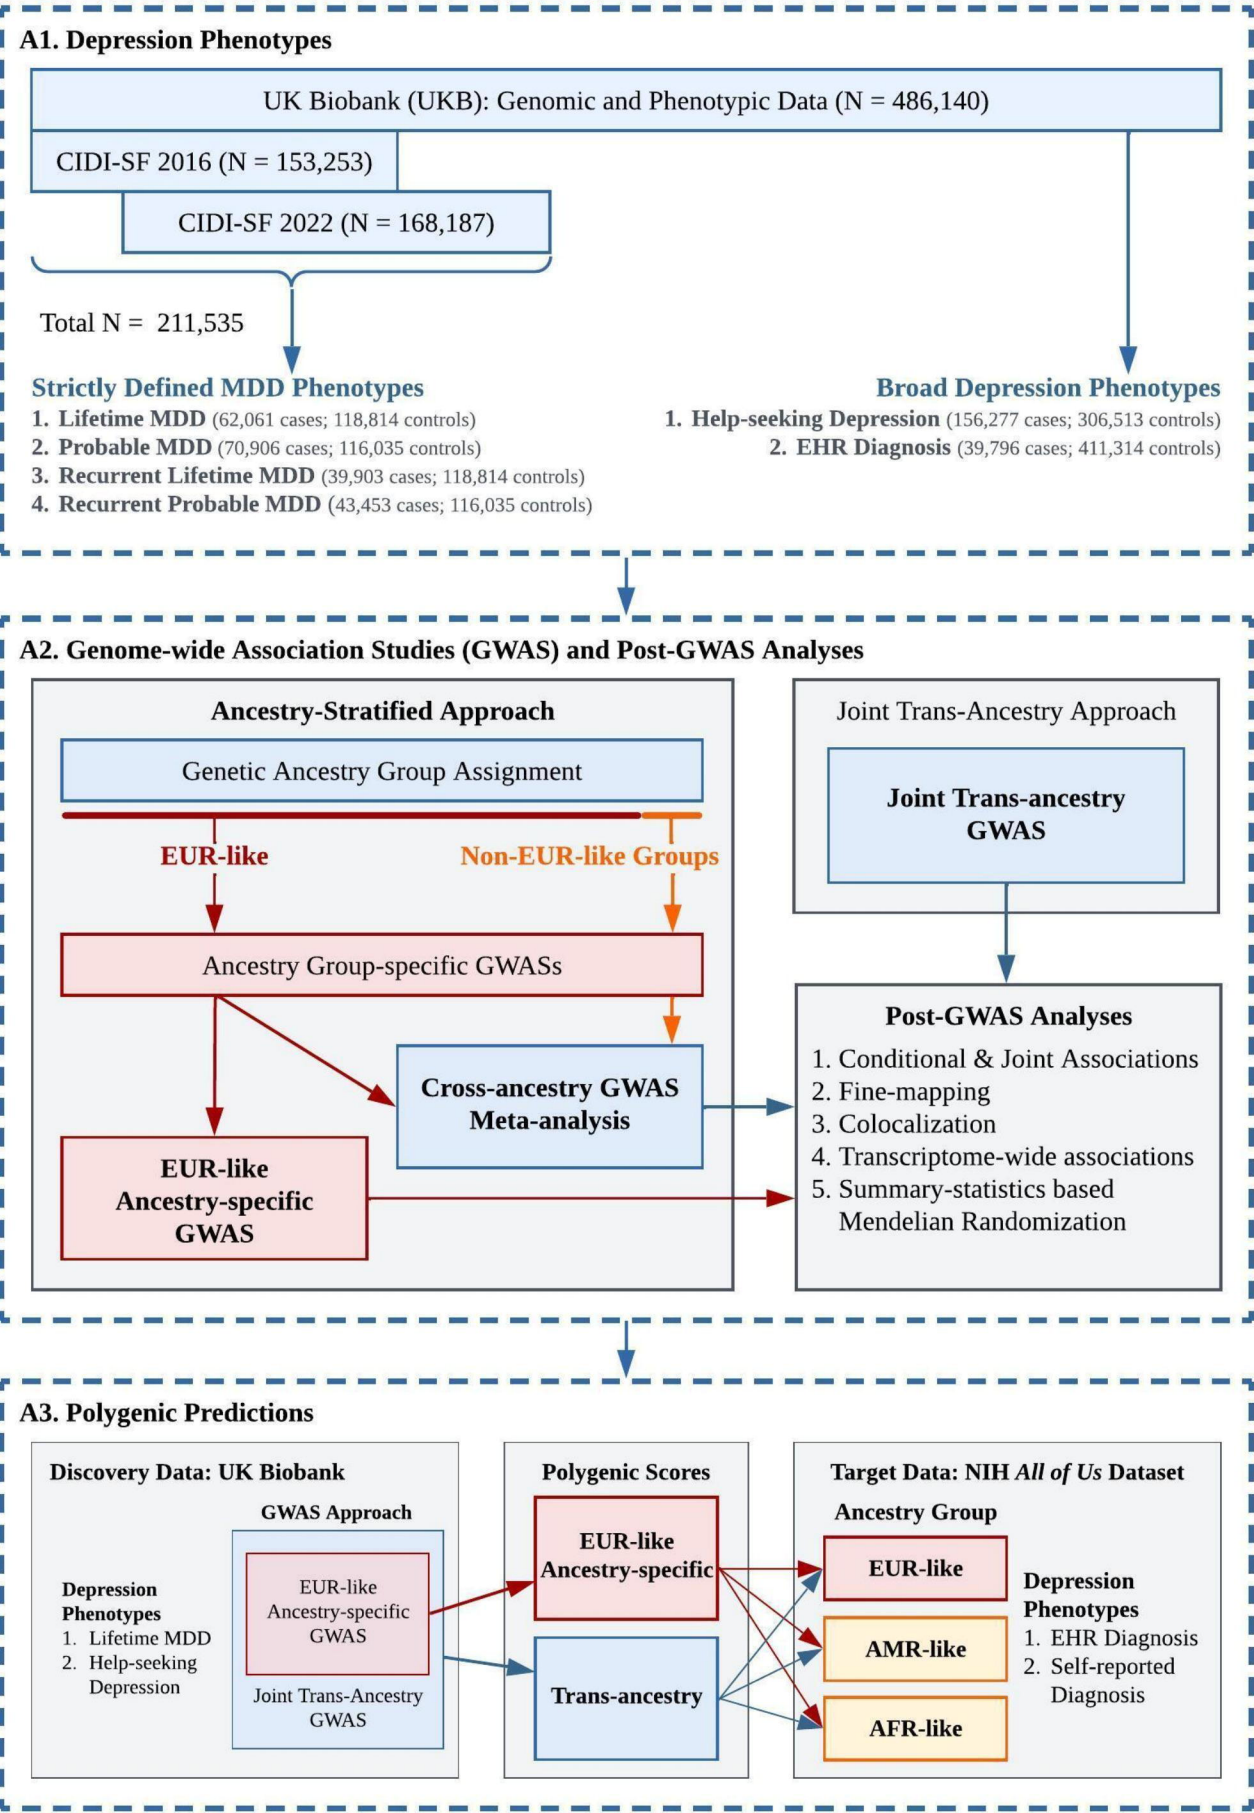 A1. Depression Phenotypes
UK Biobank (UKB): Genomic and Phenotypic Data (N = 486,140)
CIDI-SF 2016 (N = 153,253)
CIDI-SF 2022 (N = 168,187)
Total N = 211,535
Strictly Defined MDD Phenotypes
1. Lifetime MDD (62,061 cases; 118,814 controls)
2. Probable MDD (70,906 cases; 116,035 controls)
3. Recurrent Lifetime MDD (39,903 cases; 118,814 controls)
4. Recurrent Probable MDD (43,453 cases; 116,035 controls)
Broad Depression Phenotypes
1. Help-seeking Depression (156,277 cases; 306,513 controls)
2. EHR Diagnosis (39,796 cases; 411,314 controls)
A2. Genome-wide Association Studies (GWAS) and Post-GWAS Analyses
Ancestry-Stratified Approach
Genetic Ancestry Group Assignment
EUR-like
Non-EUR-like Groups
Ancestry Group-specific GWASs
Cross-ancestry GWAS
Meta-analysis
EUR-like
Ancestry-specific
GWAS
Joint Trans-Ancestry Approach
Joint Trans-ancestry
GWAS
Post-GWAS Analyses
1. Conditional & Joint Associations
2. Fine-mapping
3. Colocalization
4. Transcriptome-wide associations
5. Summary-statistics based
Mendelian Randomization
A3. Polygenic Predictions
Discovery Data: UK Biobank
GWAS Approach
Depression
Phenotypes
1. Lifetime MDD
2. Help-seeking
Depression
EUR-like
Ancestry-specific
GWAS
Joint Trans-Ancestry
GWAS
Polygenic Scores
EUR-like
Ancestry-specific
Trans-ancestry
Target Data: NIH All of Us Dataset
Ancestry Group
EUR-like
AMR-like
AFR-like
Depression
Phenotypes
1. EHR Diagnosis
2. Self-reported
Diagnosis